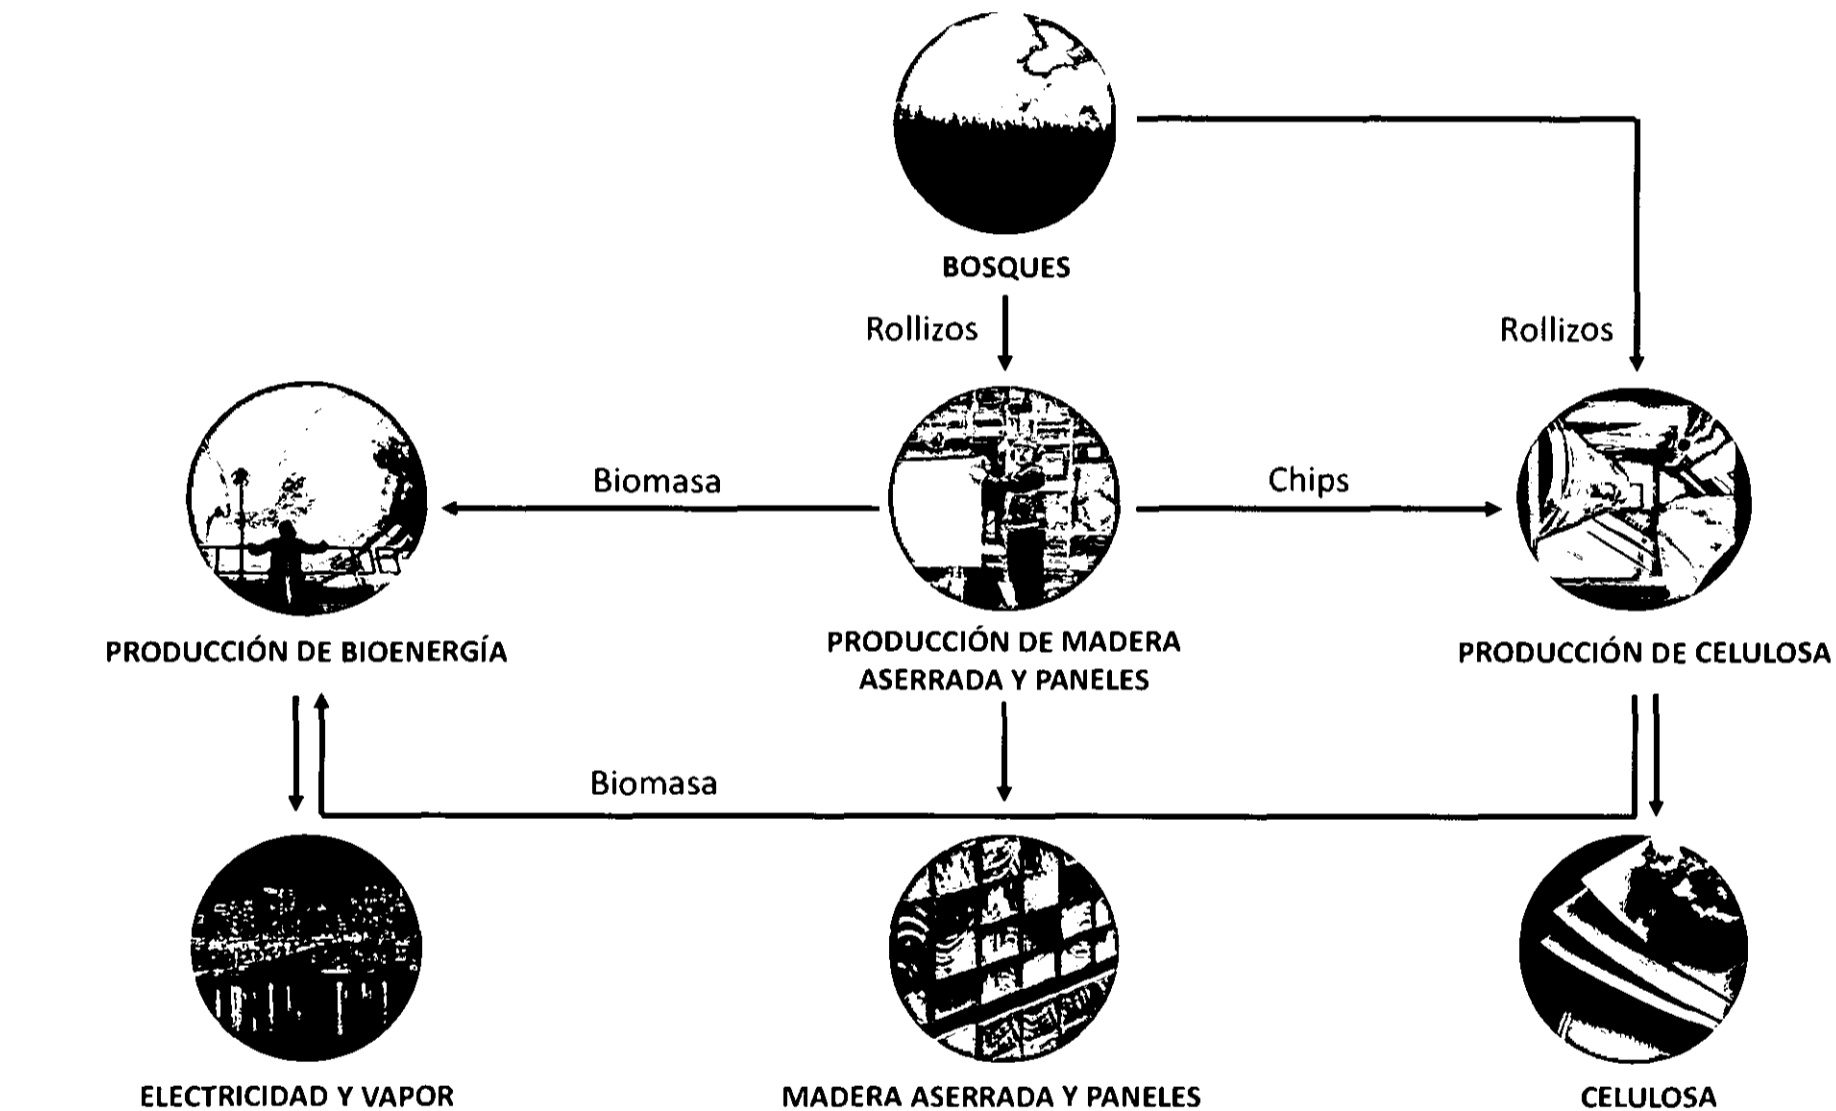 BOSQUES
Rollizos
Rollizos
Biomasa
Chips
PRODUCCIÓN DE BIOENERGÍA
PRODUCCIÓN DE MADERA
ASERRADA Y PANELES
PRODUCCIÓN DE CELULOSA
Biomasa
ELECTRICIDAD Y VAPOR
MADERA ASERRADA Y PANELES
CELULOSA